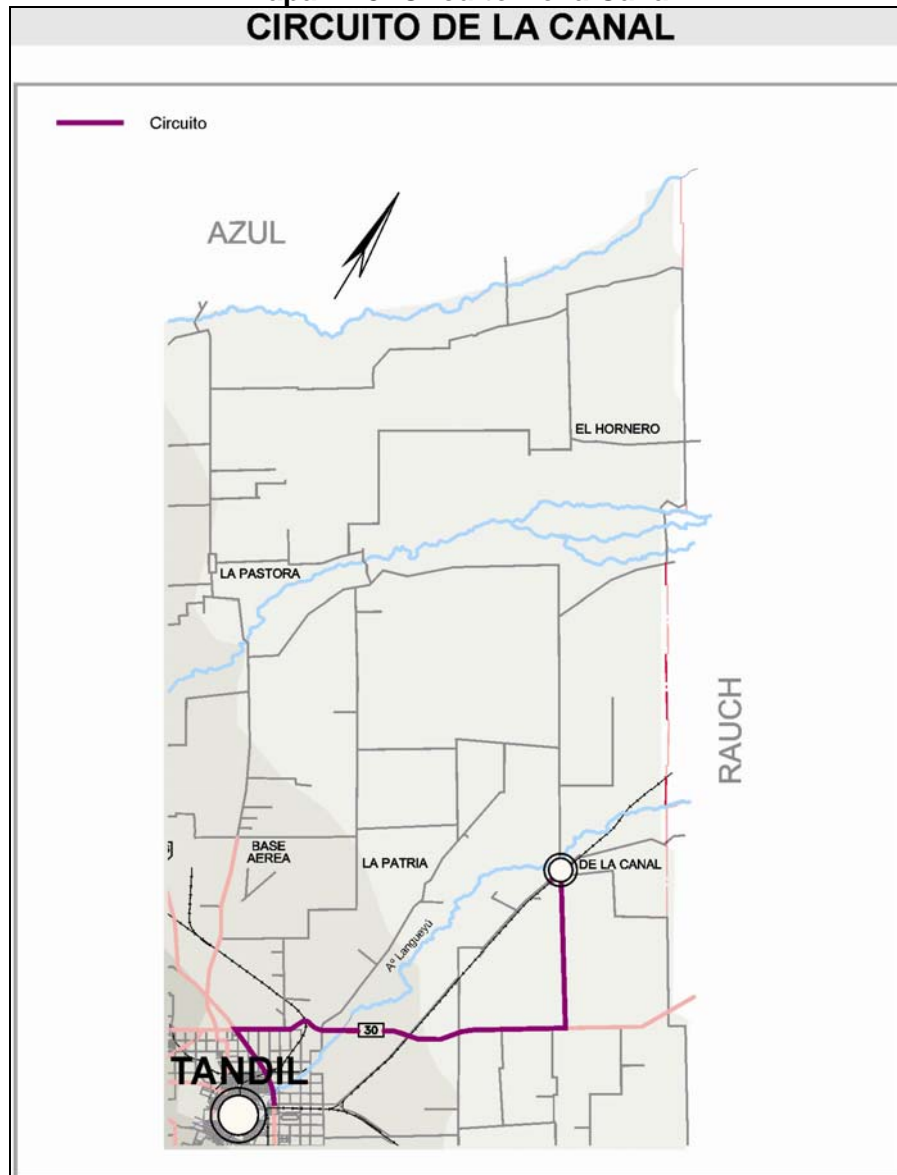 CIRCUITO DE LA CANAL
Circuito
AZUL
EL HORNERO
LA PASTORA
RAUCH
BASE
AEREA
LA PATRIA
DE LA CANAL
Aº Langueyú
30
TANDIL